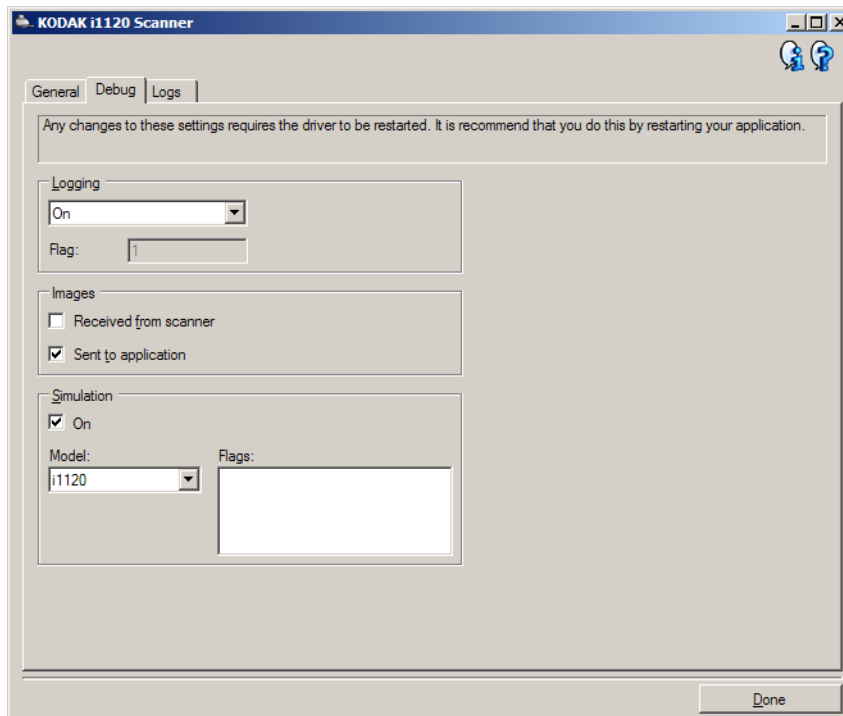 KODAK i1120 Scanner
General Debug Logs
Any changes to these settings requires the driver to be restarted. It is recommend that you do this by restarting your application.
Logging
On
Flag: 1
Images
Received from scanner
Sent to application
Simulation
On
Model: Flags:
i1120
Done